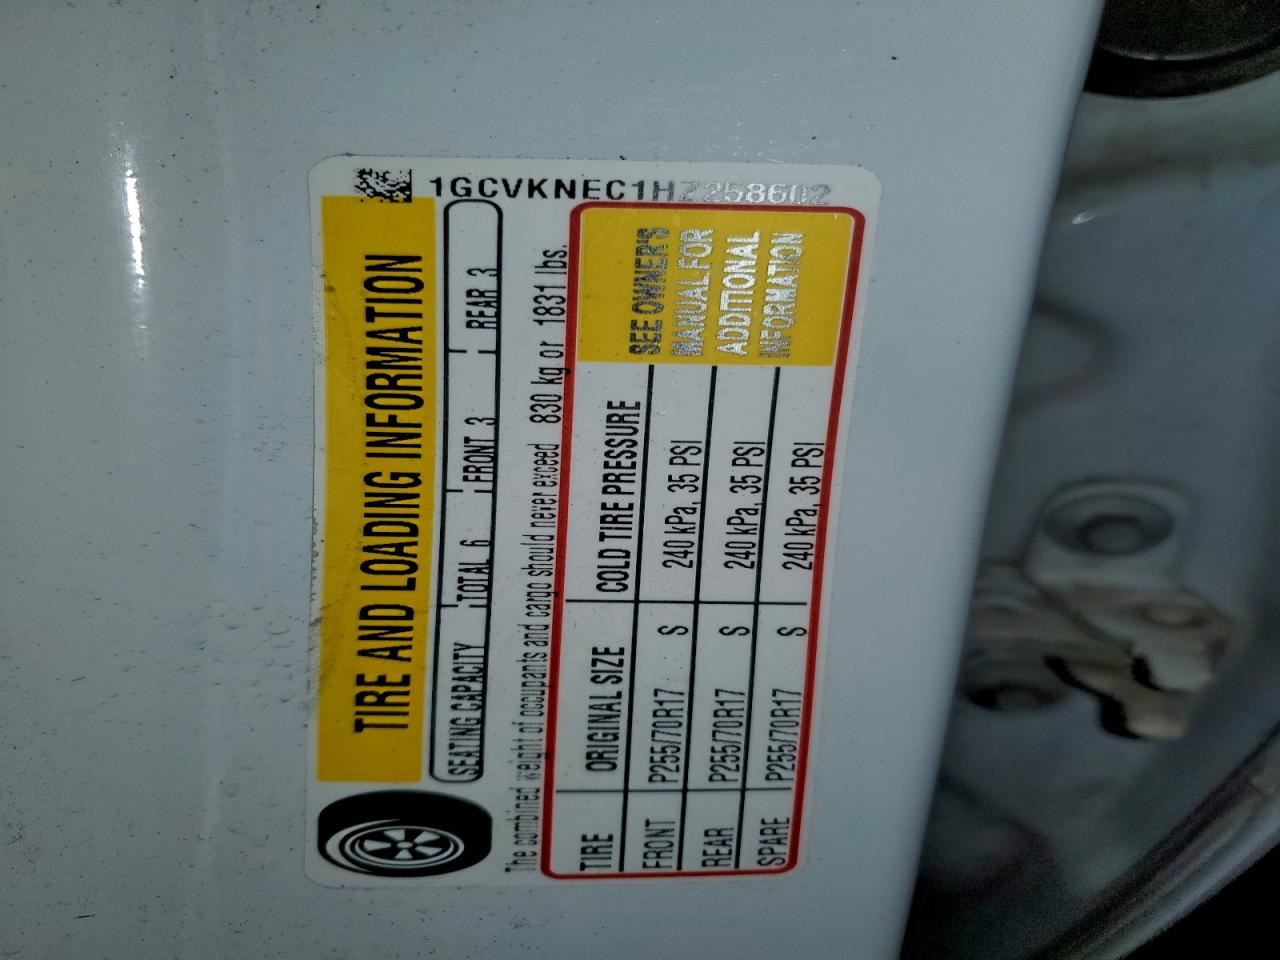 1GCVKNEC1HZ258602
TIRE AND LOADING INFORMATION
SEATING CAPACITY TOTAL 6 FRONT 3 REAR 3
The combined weight of occupants and cargo should never exceed 830 kg or 1831 lbs.
TIRE ORIGINAL SIZE COLD TIRE PRESSURE
FRONT P255/70R17 S 240 kPa, 35 PSI
REAR P255/70R17 S 240 kPa, 35 PSI
SPARE P255/70R17 S 240 kPa, 35 PSI
SEE OWNER'S
MANUAL FOR
ADDITIONAL
INFORMATION